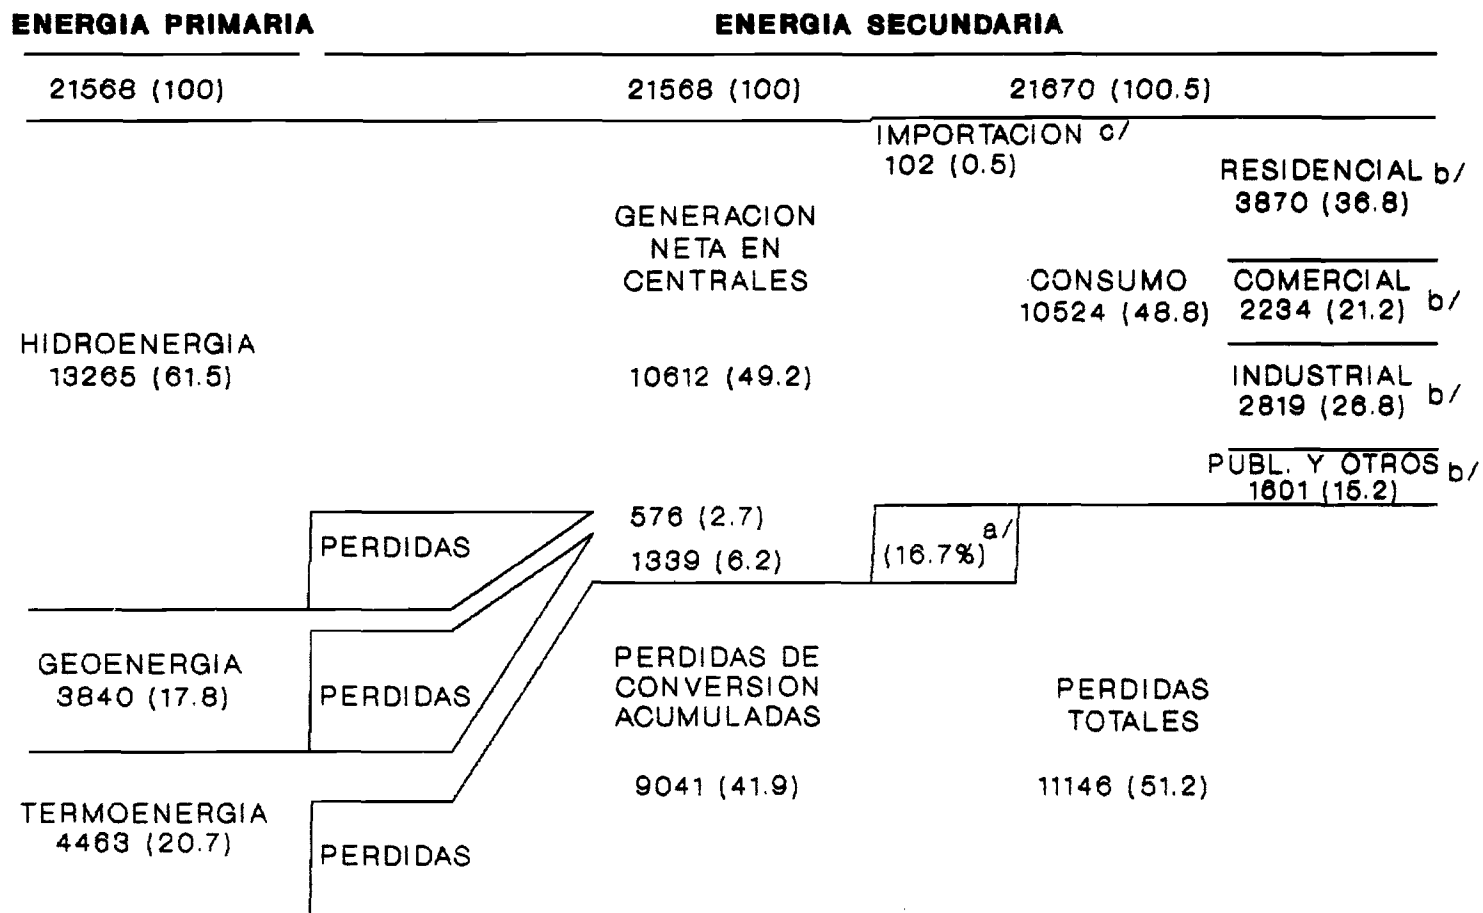 ENERGIA PRIMARIA
ENERGIA SECUNDARIA
21568 (100)
21568 (100)
21670 (100.5)
IMPORTACION c/
102 (0.5)
RESIDENCIAL b/
3870 (36.8)
GENERACION
NETA EN
CENTRALES
CONSUMO
10524 (48.8)
COMERCIAL b/
2234 (21.2)
HIDROENERGIA
13265 (61.5)
10612 (49.2)
INDUSTRIAL b/
2819 (26.8)
PUBL. Y OTROS b/
1601 (15.2)
PERDIDAS
576 (2.7)
1339 (6.2)
(16.7%) a/
GEOENERGIA
3840 (17.8)
PERDIDAS
PERDIDAS DE
CONVERSION
ACUMULADAS
9041 (41.9)
PERDIDAS
TOTALES
11146 (51.2)
TERMOENERGIA
4463 (20.7)
PERDIDAS